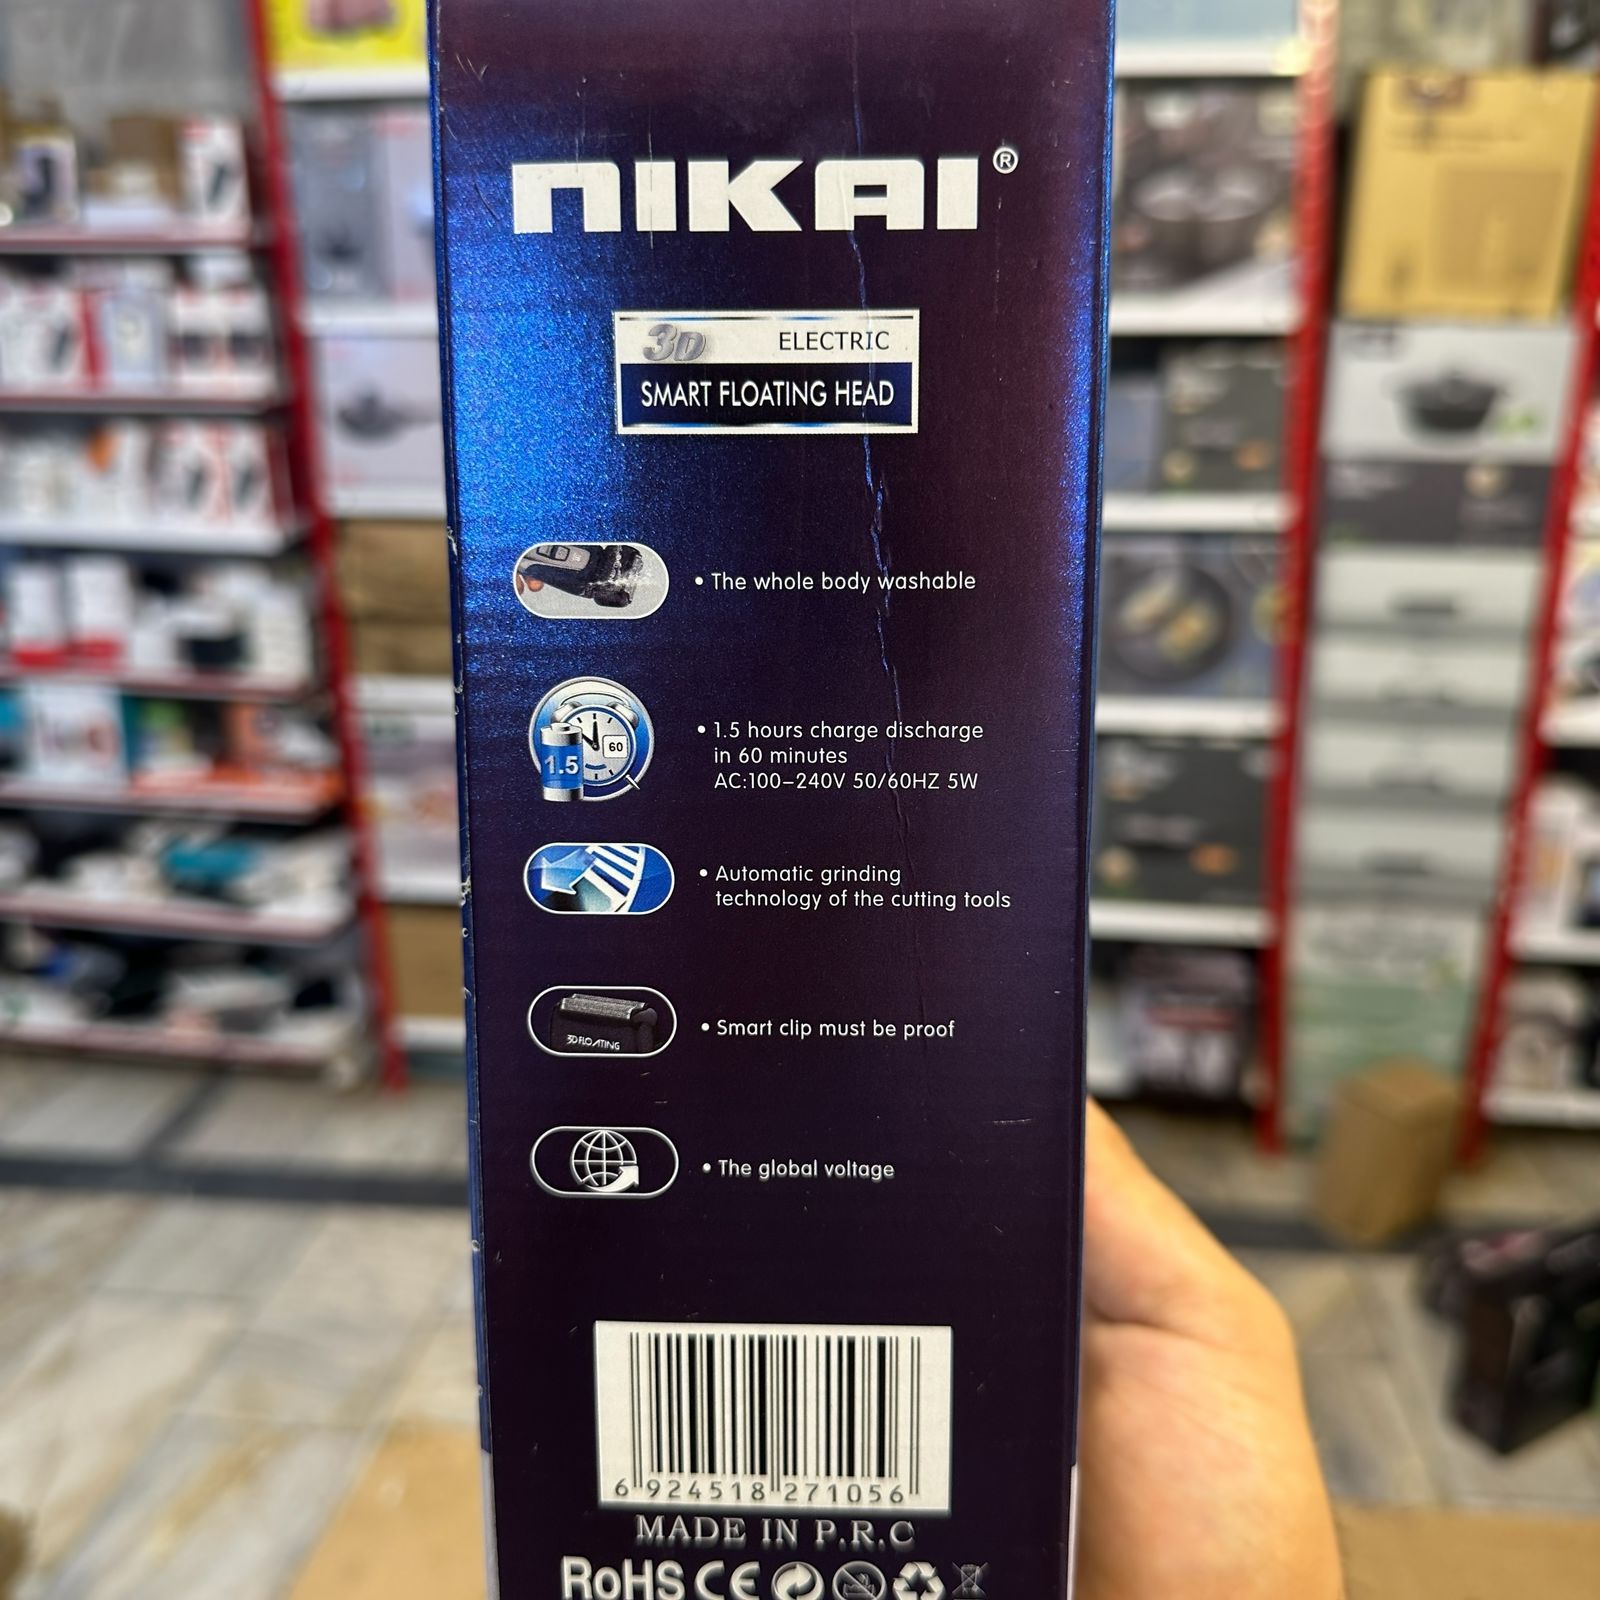 NIKAI®
3D ELECTRIC
SMART FLOATING HEAD
• The whole body washable
60
1.5
• 1.5 hours charge discharge
in 60 minutes
AC:100–240V 50/60HZ 5W
• Automatic grinding
technology of the cutting tools
3D FLOATING
• Smart clip must be proof
• The global voltage
6 924518 271056
MADE IN P.R.C
RoHS CE